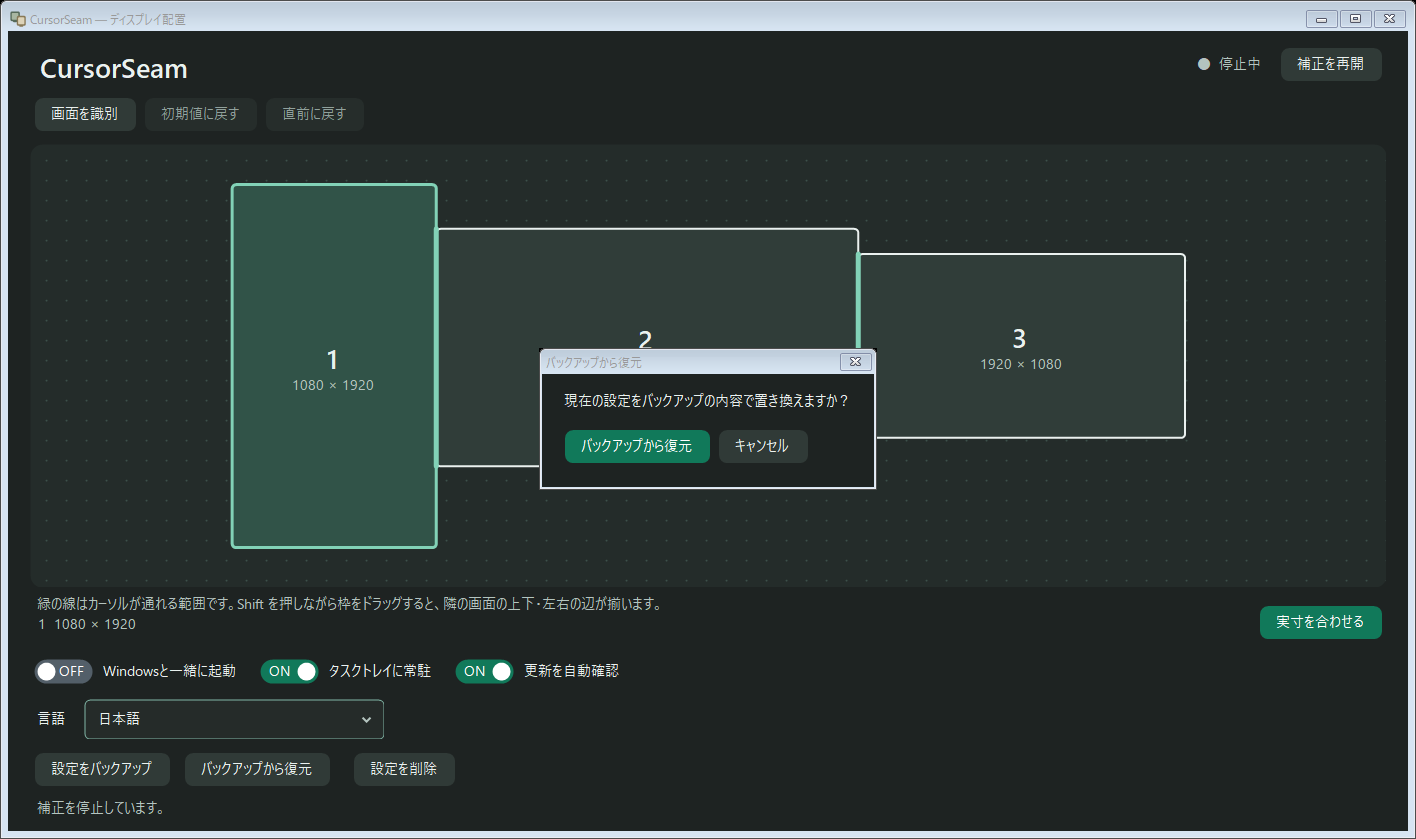 CursorSeam — ディスプレイ配置
CursorSeam
停止中
補正を再開
画面を識別
初期値に戻す
直前に戻す
1
1080 × 1920
2
3
1920 × 1080
バックアップから復元
現在の設定をバックアップの内容で置き換えますか？
バックアップから復元
キャンセル
緑の線はカーソルが通れる範囲です。Shift を押しながら枠をドラッグすると、隣の画面の上下・左右の辺が揃います。
1 1080 × 1920
実寸を合わせる
OFF
Windowsと一緒に起動
ON
タスクトレイに常駐
ON
更新を自動確認
言語
日本語
設定をバックアップ
バックアップから復元
設定を削除
補正を停止しています。